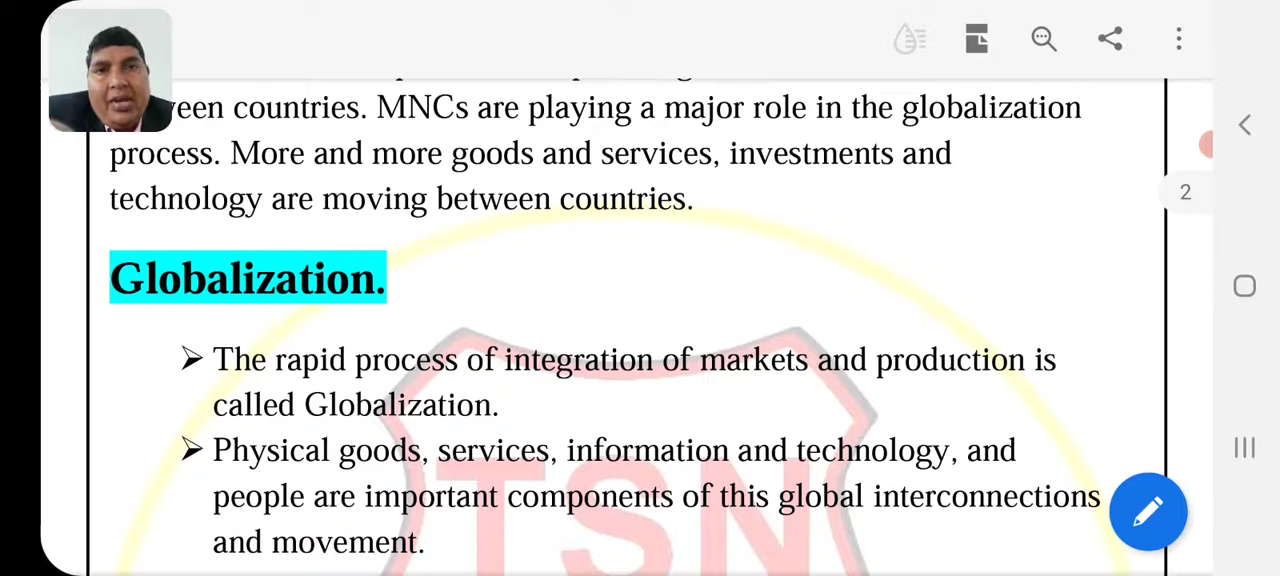 countries. MNCs are playing a major role in the globalization
process. More and more goods and services, investments and
technology are moving between countries.
2
Globalization.
➢ The rapid process of integration of markets and production is
called Globalization.
➢ Physical goods, services, information and technology, and
people are important components of this global interconnections
and movement.
TSN